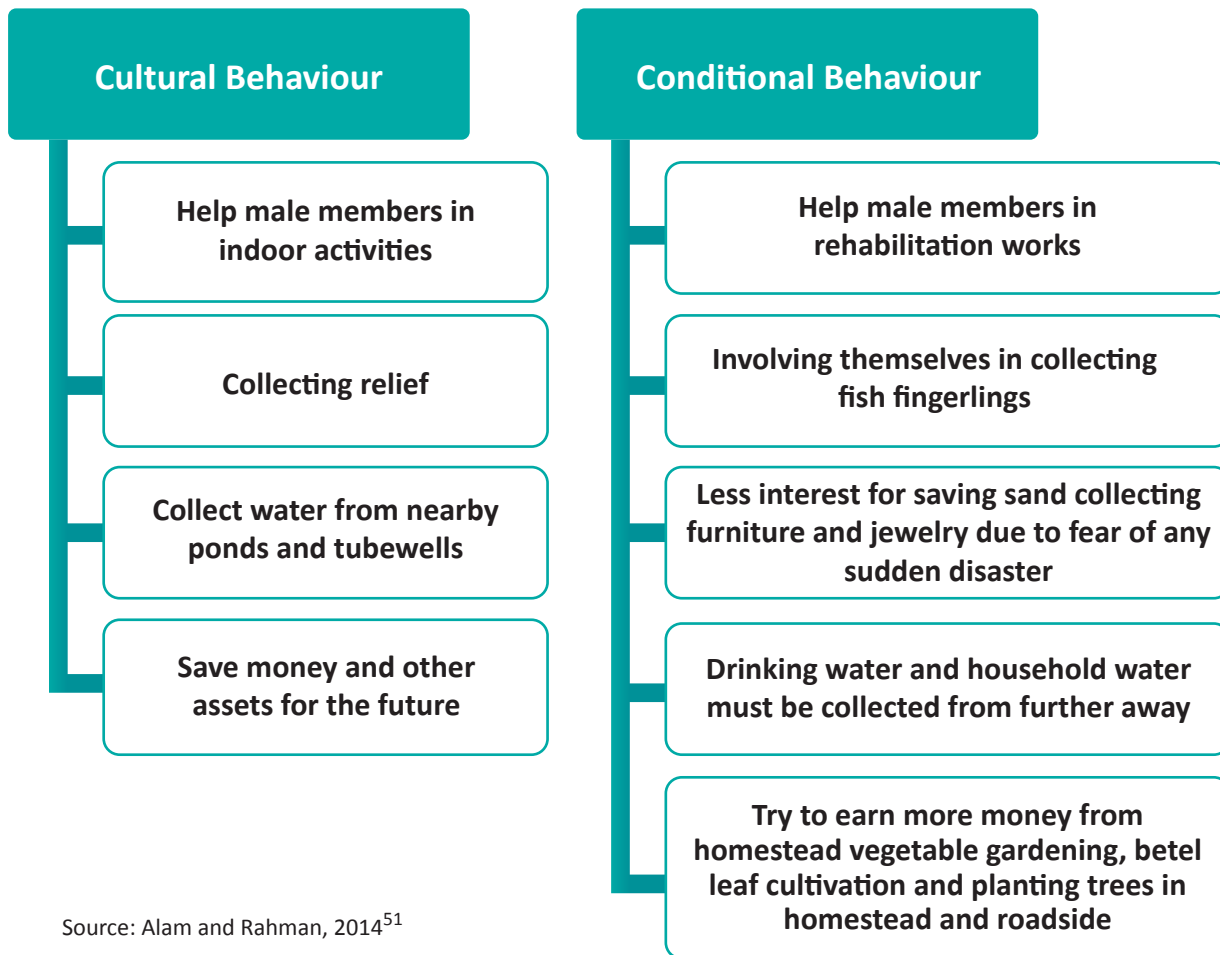 Cultural Behaviour
Help male members in
indoor activities
Collecting relief
Collect water from nearby
ponds and tubewells
Save money and other
assets for the future
Conditional Behaviour
Help male members in
rehabilitation works
Involving themselves in collecting
fish fingerlings
Less interest for saving sand collecting
furniture and jewelry due to fear of any
sudden disaster
Drinking water and household water
must be collected from further away
Try to earn more money from
homestead vegetable gardening, betel
leaf cultivation and planting trees in
homestead and roadside
Source: Alam and Rahman, 2014⁵¹